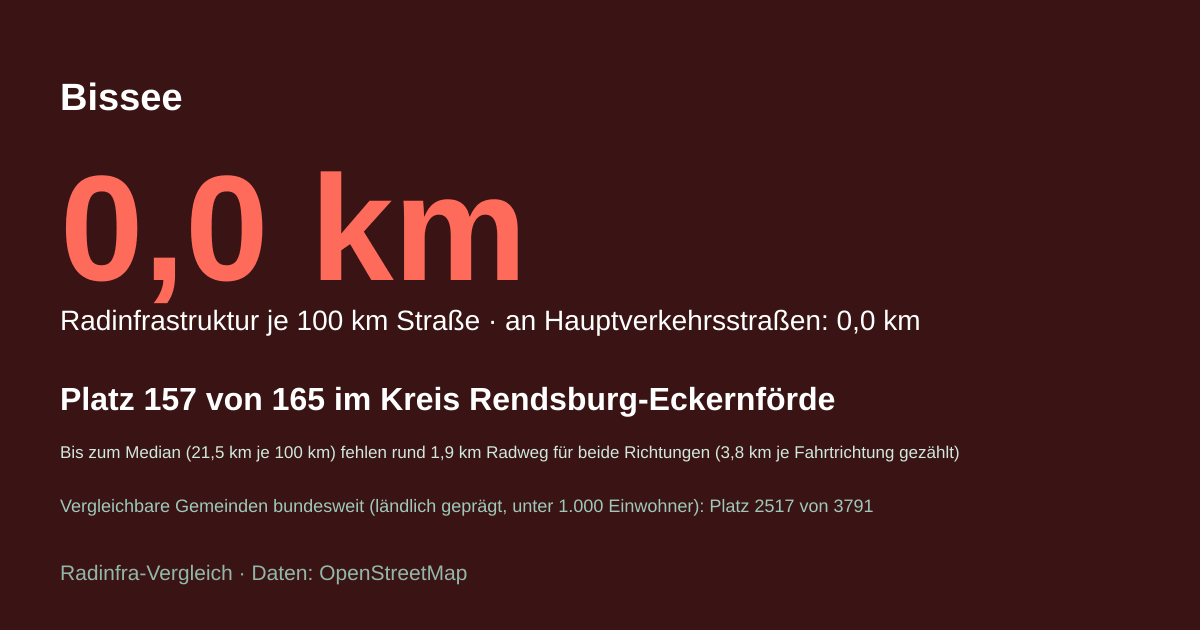 Bissee
0,0 km
Radinfrastruktur je 100 km Straße · an Hauptverkehrsstraßen: 0,0 km
Platz 157 von 165 im Kreis Rendsburg-Eckernförde
Bis zum Median (21,5 km je 100 km) fehlen rund 1,9 km Radweg für beide Richtungen (3,8 km je Fahrtrichtung gezählt)
Vergleichbare Gemeinden bundesweit (ländlich geprägt, unter 1.000 Einwohner): Platz 2517 von 3791
Radinfra-Vergleich · Daten: OpenStreetMap